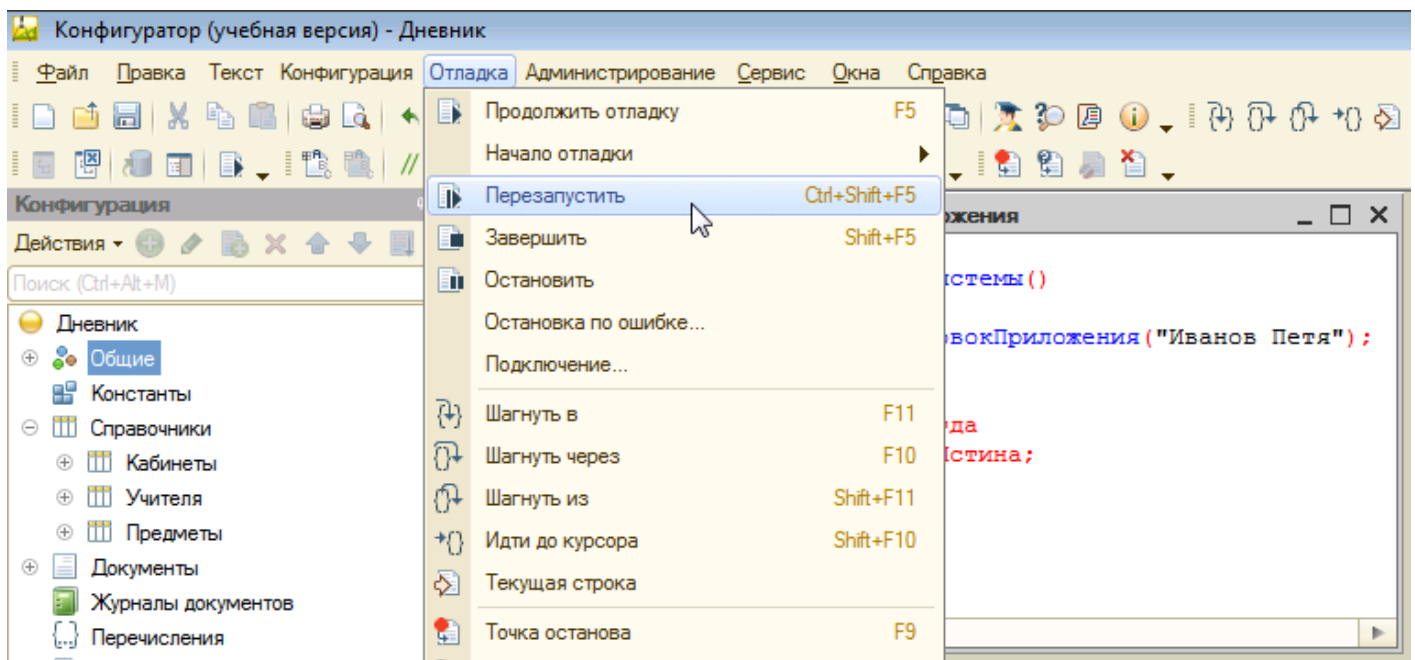 Конфигуратор (учебная версия) - Дневник
Файл Правка Текст Конфигурация Отладка Администрирование Сервис Окна Справка
Продолжить отладку F5
Начало отладки
Перезапустить Ctrl+Shift+F5
Завершить Shift+F5
Остановить
Остановка по ошибке...
Подключение...
Шагнуть в F11
Шагнуть через F10
Шагнуть из Shift+F11
Идти до курсора Shift+F10
Текущая строка
Точка останова F9
Конфигурация
Действия
Поиск (Ctrl+Alt+M)
Дневник
Общие
Константы
Справочники
Кабинеты
Учителя
Предметы
Документы
Журналы документов
Перечисления
ожения
истемы()
вокПриложения("Иванов Петя");
да
Истина;